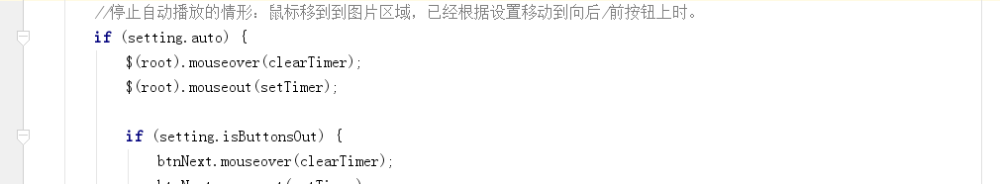 //停止自动播放的情形：鼠标移到到图片区域，已经根据设置移动到向后/前按钮上时。
if (setting.auto) {
$(root).mouseover(clearTimer);
$(root).mouseout(setTimer);
if (setting.isButtonsOut) {
btnNext.mouseover(clearTimer);